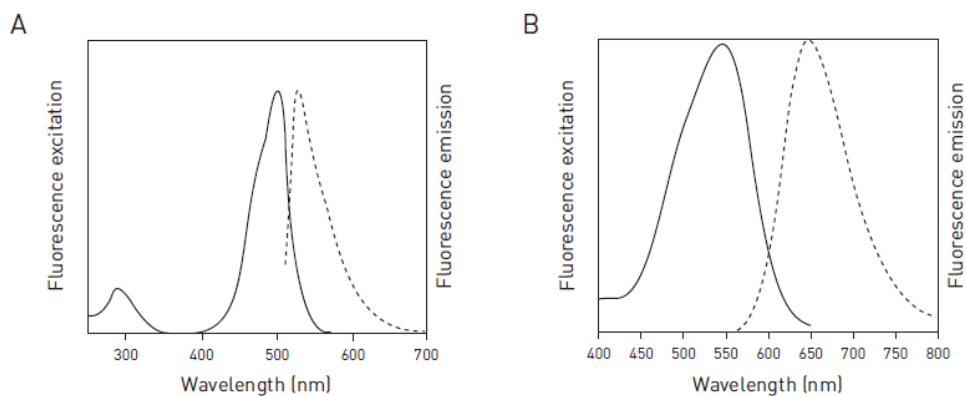 A
Fluorescence excitation
Fluorescence emission
300 400 500 600 700
Wavelength (nm)
B
Fluorescence excitation
Fluorescence emission
400 450 500 550 600 650 700 750 800
Wavelength (nm)